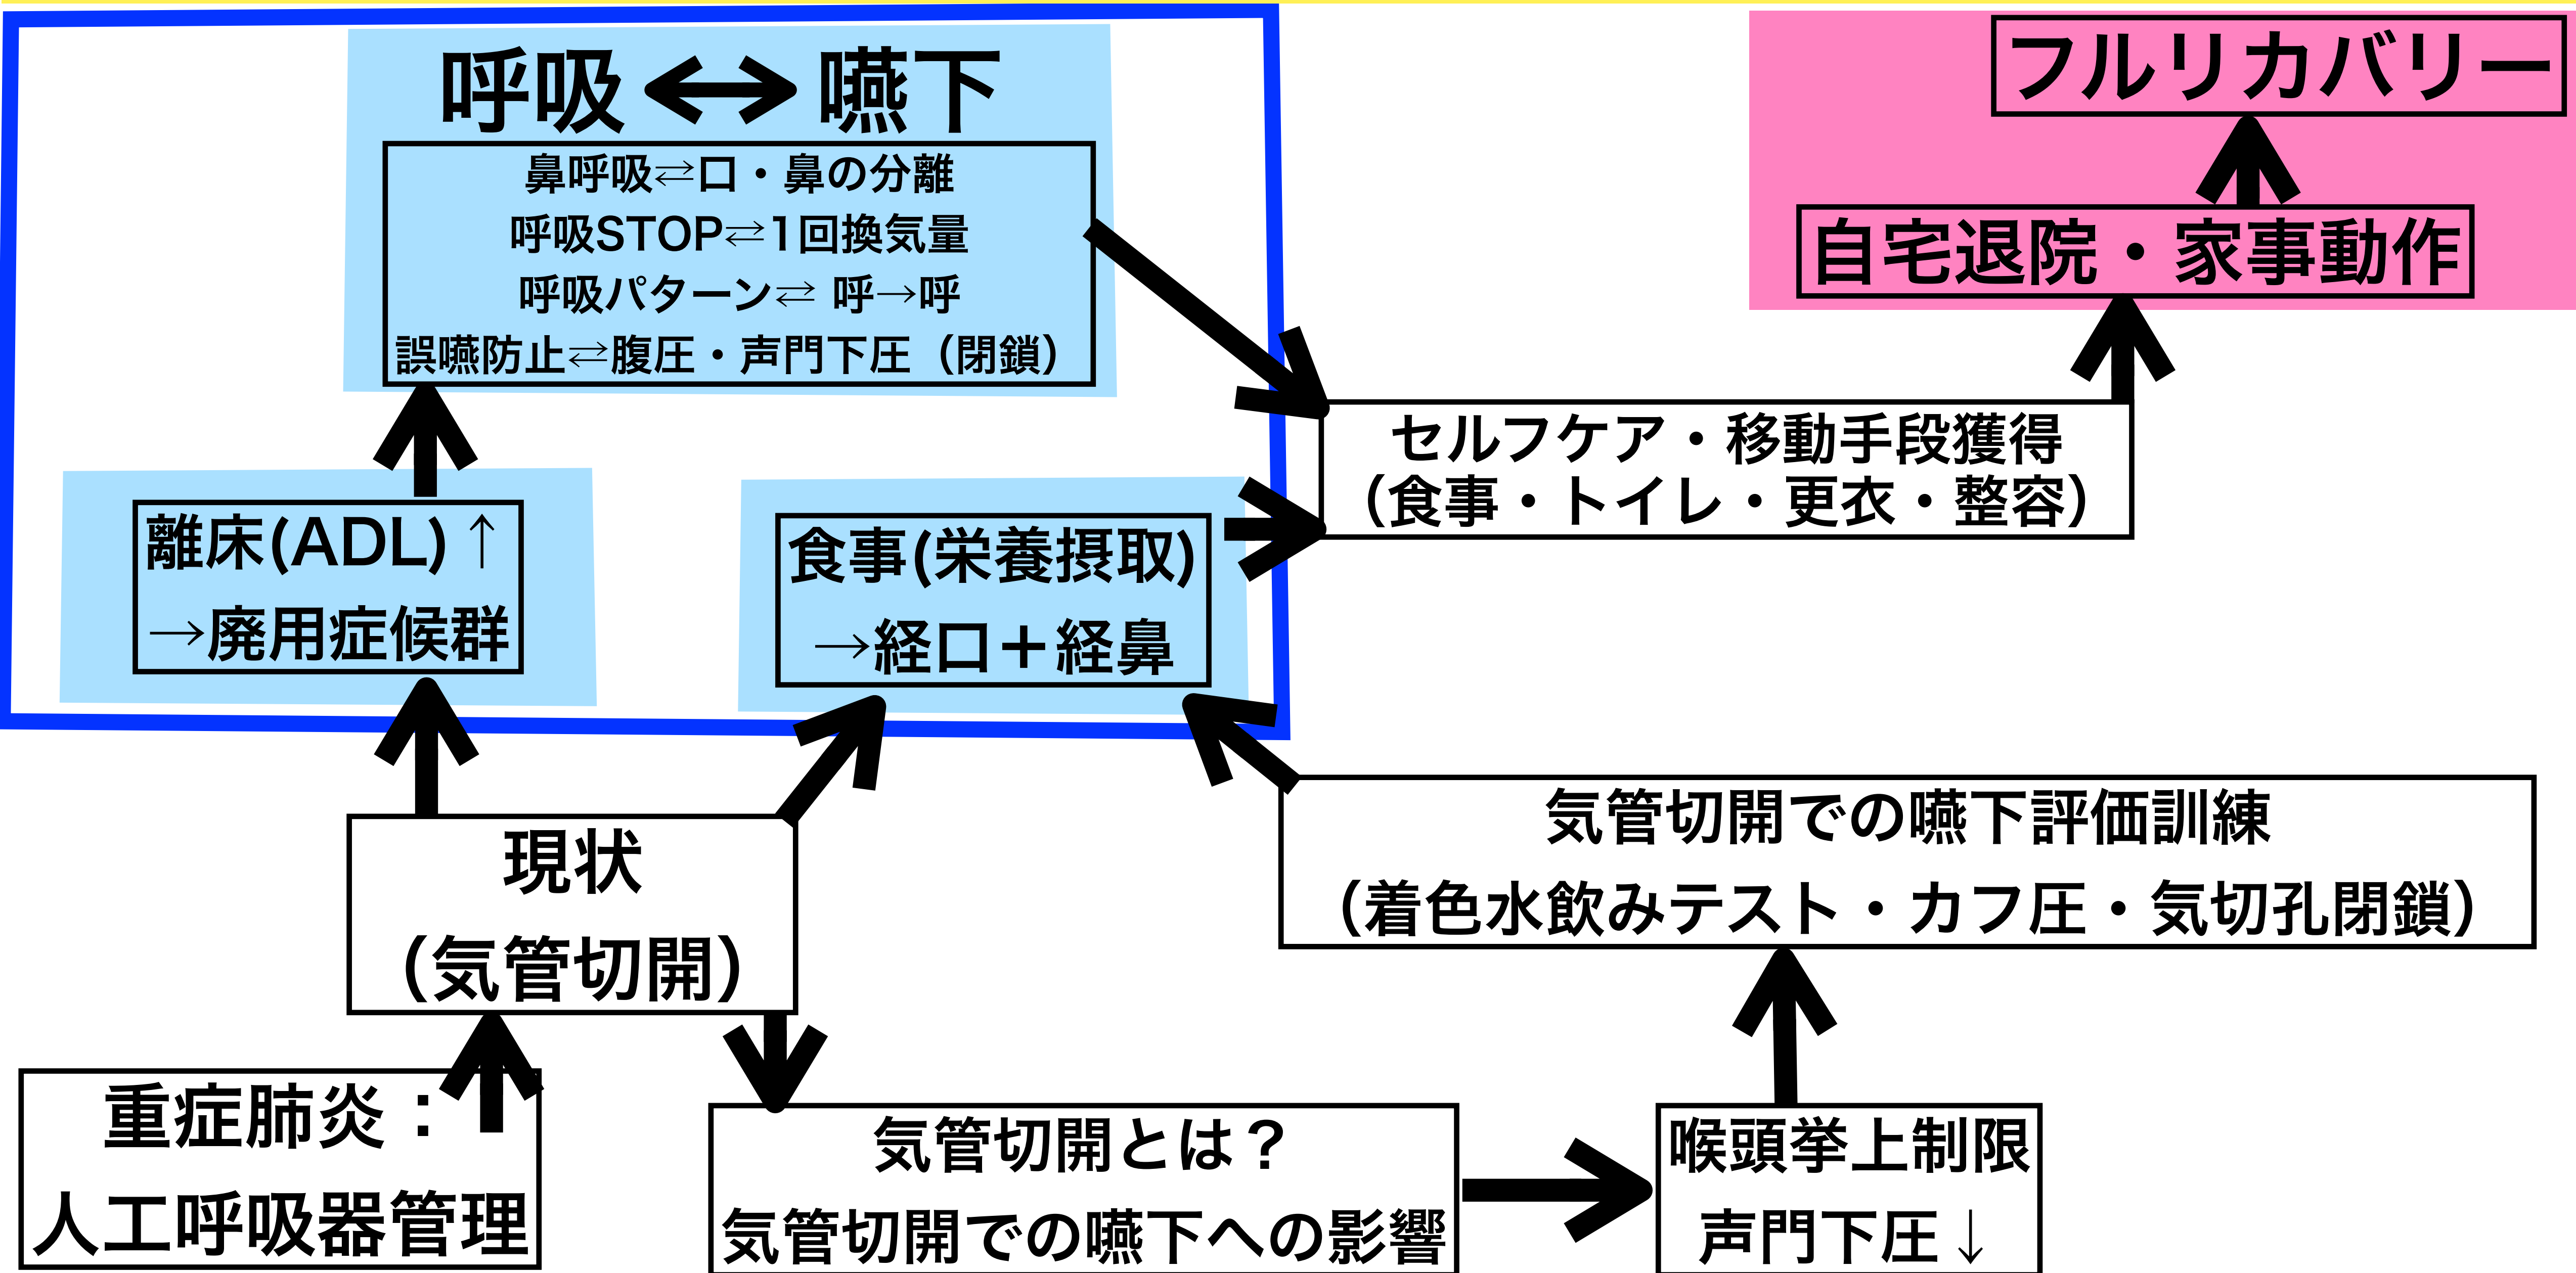 呼吸↔嚥下
鼻呼吸⇄口・鼻の分離
呼吸STOP⇄1回換気量
呼吸パターン⇄ 呼→呼
誤嚥防止⇄腹圧・声門下圧（閉鎖）
フルリカバリー
自宅退院・家事動作
セルフケア・移動手段獲得
（食事・トイレ・更衣・整容）
離床(ADL)↑
→廃用症候群
食事(栄養摂取)
→経口＋経鼻
現状
（気管切開）
気管切開での嚥下評価訓練
（着色水飲みテスト・カフ圧・気切孔閉鎖）
重症肺炎：
人工呼吸器管理
気管切開とは？
気管切開での嚥下への影響
喉頭挙上制限
声門下圧↓